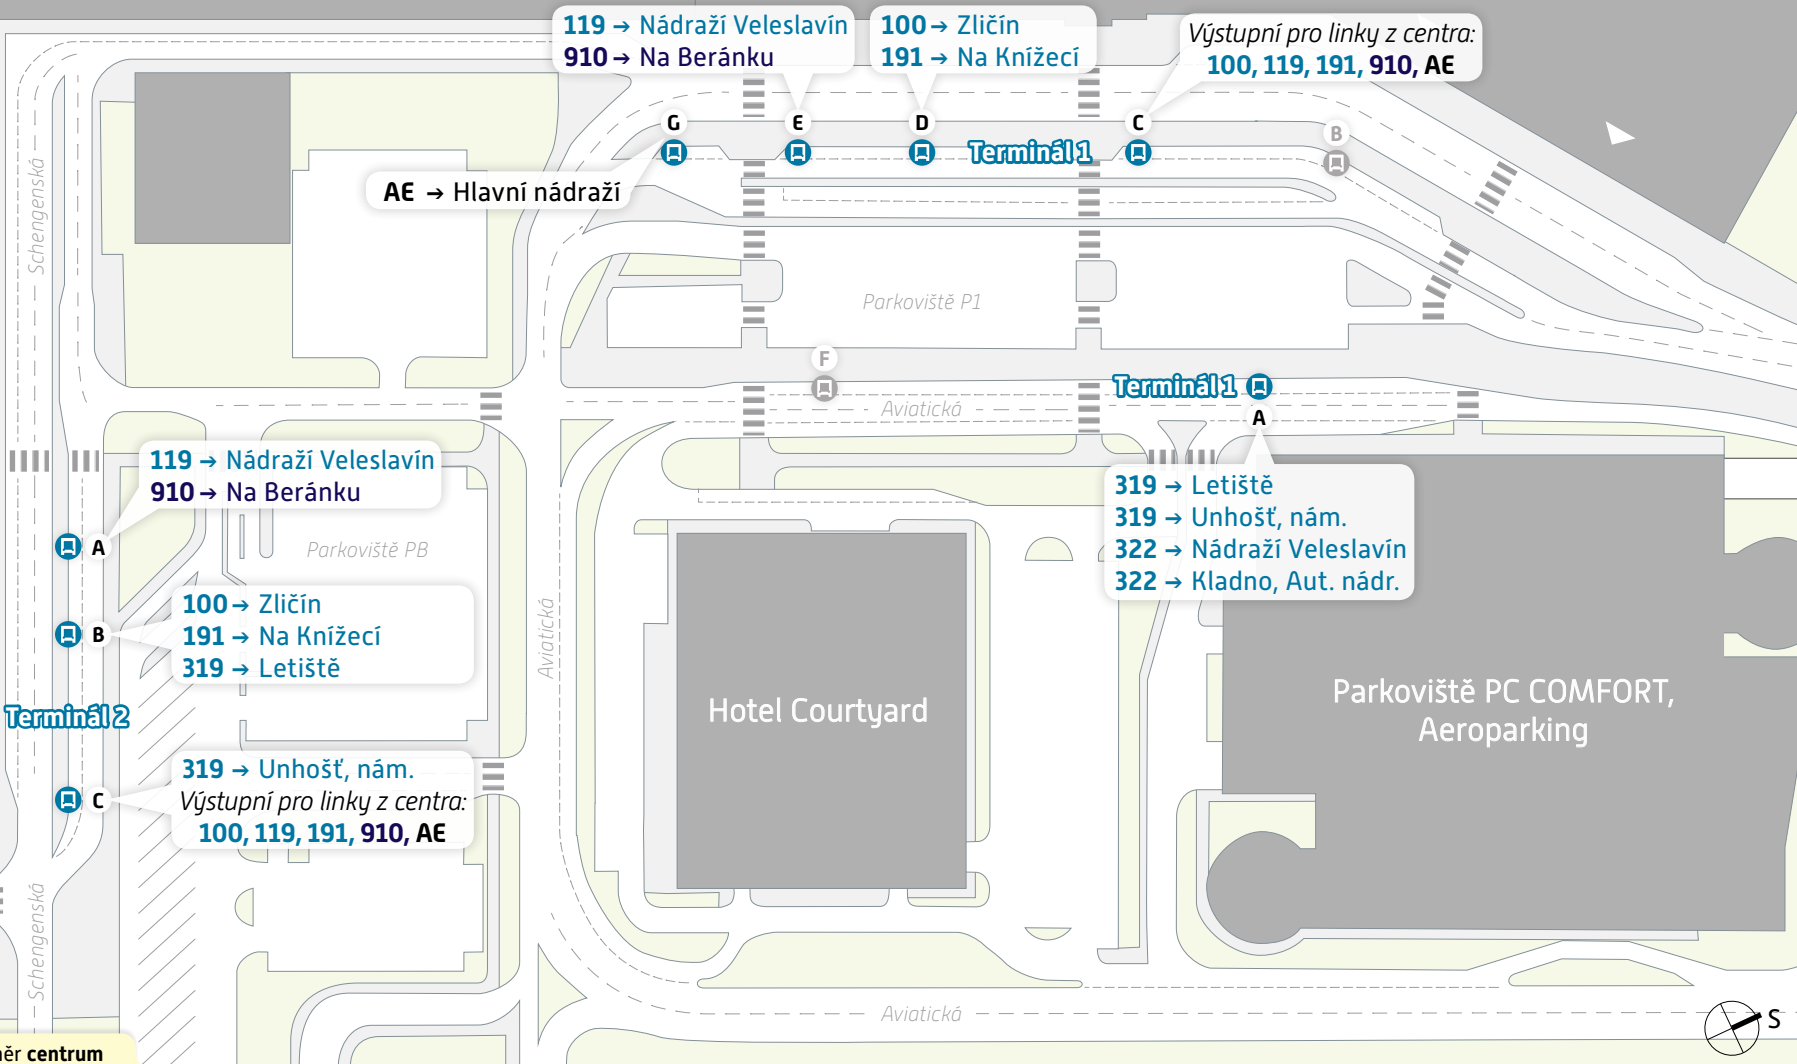 119 → Nádraží Veleslavín
910 → Na Beránku
100 → Zličín
191 → Na Knížecí
Výstupní pro linky z centra:
100, 119, 191, 910, AE
G
E
D
C
B
Terminál 1
AE → Hlavní nádraží
Schengenská
Parkoviště P1
F
Aviatická
Terminál 1
A
319 → Letiště
319 → Unhošť, nám.
322 → Nádraží Veleslavín
322 → Kladno, Aut. nádr.
119 → Nádraží Veleslavín
910 → Na Beránku
A
Parkoviště PB
100 → Zličín
191 → Na Knížecí
319 → Letiště
B
Aviatická
Terminál 2
Hotel Courtyard
Parkoviště PC COMFORT,
Aeroparking
319 → Unhošť, nám.
Výstupní pro linky z centra:
100, 119, 191, 910, AE
C
Schengenská
Aviatická
S
centrum